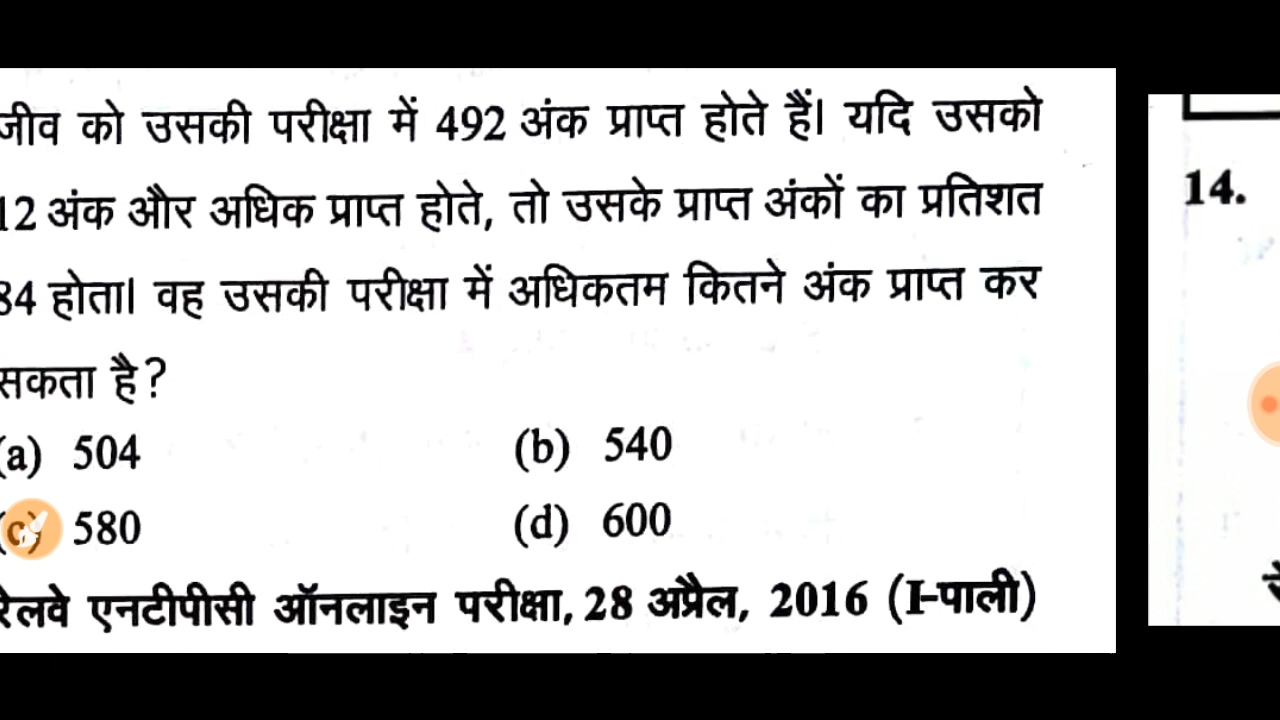 जीव को उसकी परीक्षा में 492 अंक प्राप्त होते हैं। यदि उसको
12 अंक और अधिक प्राप्त होते, तो उसके प्राप्त अंकों का प्रतिशत
84 होता। वह उसकी परीक्षा में अधिकतम कितने अंक प्राप्त कर
सकता है?
(a) 504 (b) 540
(c) 580 (d) 600
रेलवे एनटीपीसी ऑनलाइन परीक्षा, 28 अप्रैल, 2016 (I-पाली)
14.